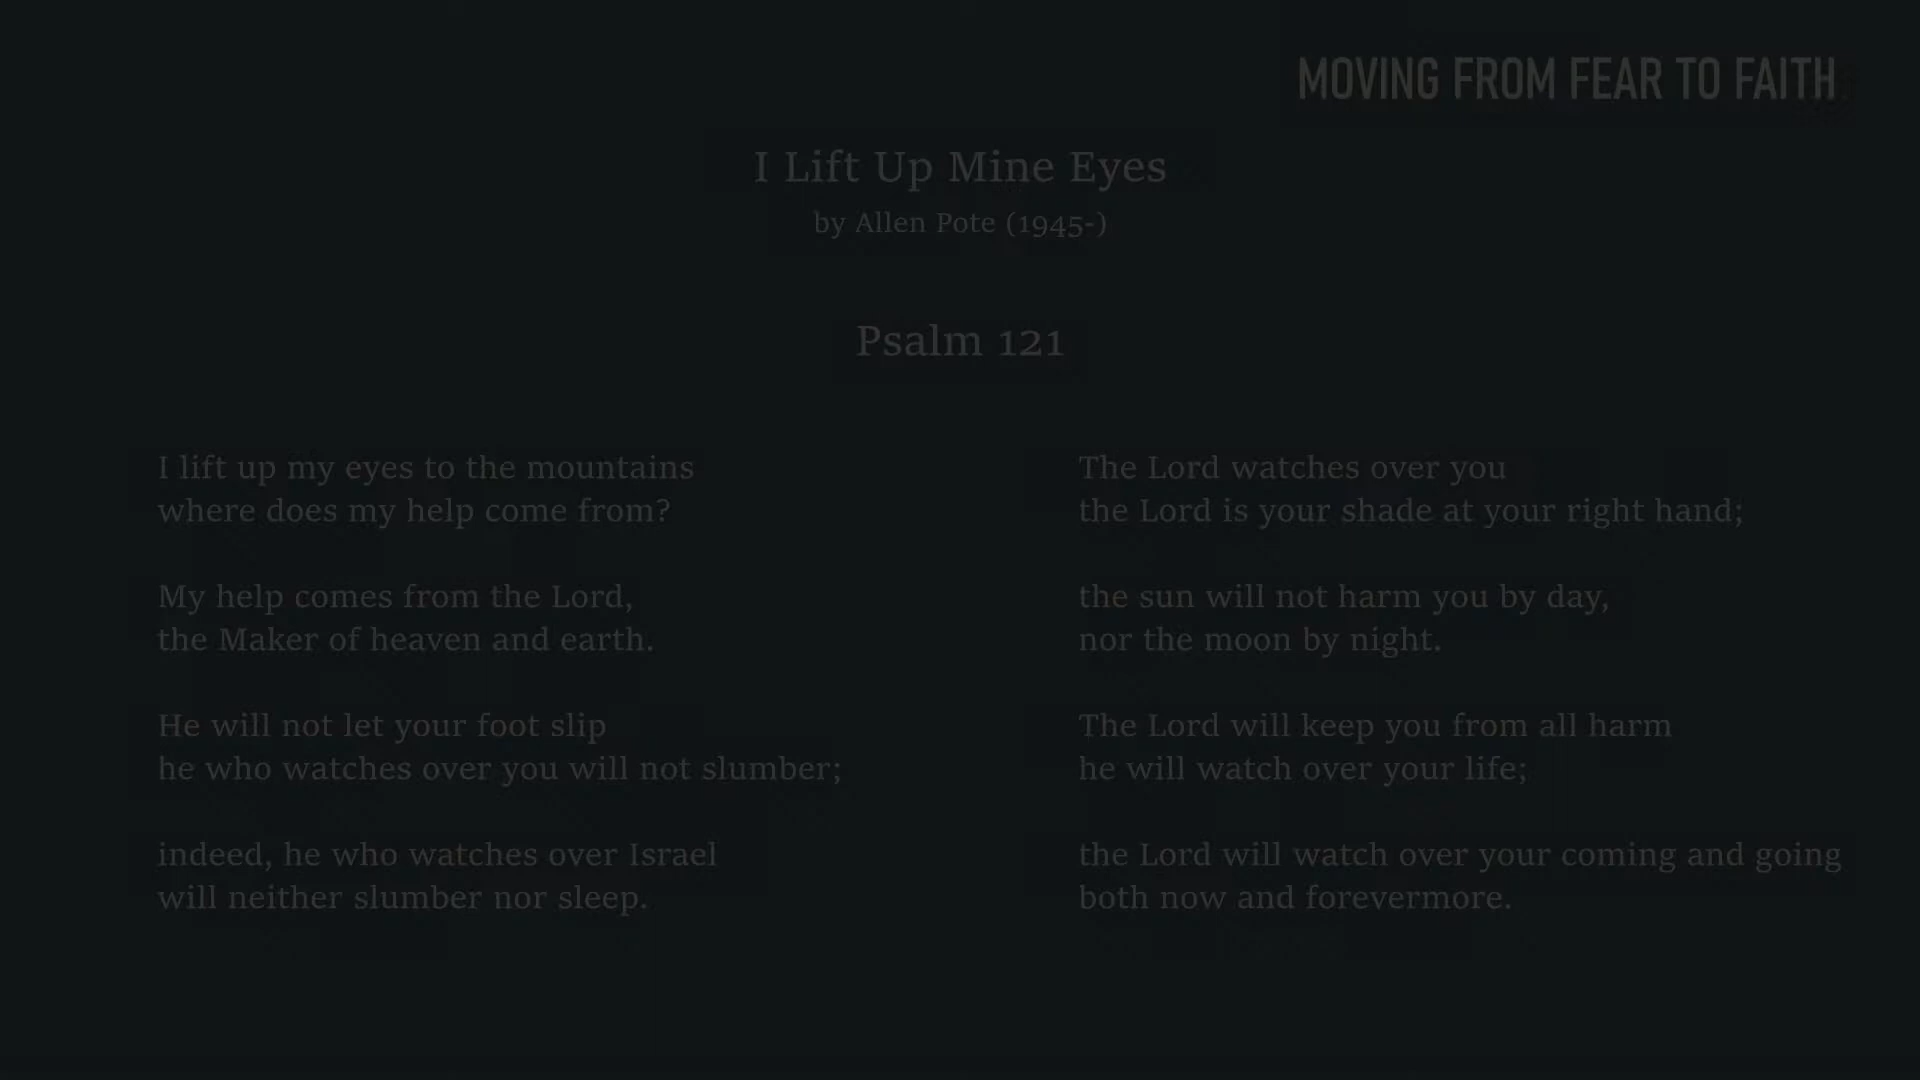 MOVING FROM FEAR TO FAITH
I Lift Up Mine Eyes
by Allen Pote (1945-)
Psalm 121
I lift up my eyes to the mountains
where does my help come from?
My help comes from the Lord,
the Maker of heaven and earth.
He will not let your foot slip
he who watches over you will not slumber;
indeed, he who watches over Israel
will neither slumber nor sleep.
The Lord watches over you
the Lord is your shade at your right hand;
the sun will not harm you by day,
nor the moon by night.
The Lord will keep you from all harm
he will watch over your life;
the Lord will watch over your coming and going
both now and forevermore.